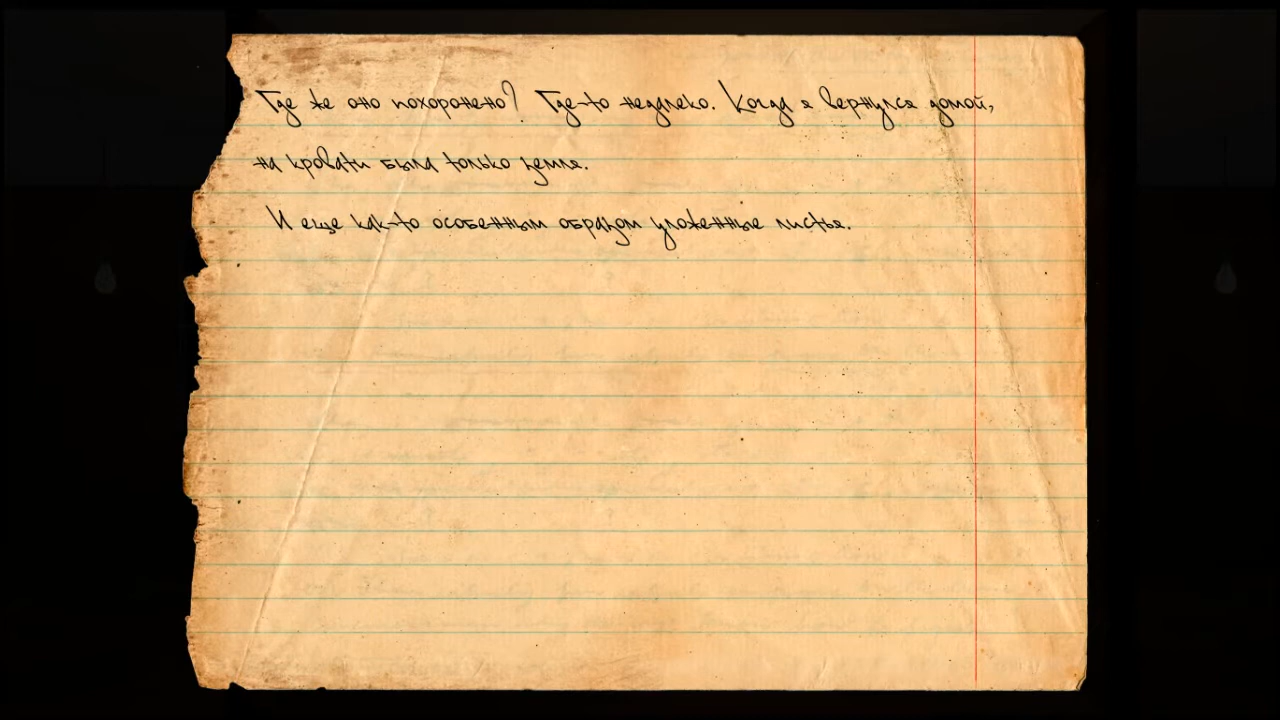 Где же оно похоронено? Где-то недалеко. Когда я вернулся домой,
на кровати была только земля.
И еще как-то особенным образом уложенные листья.